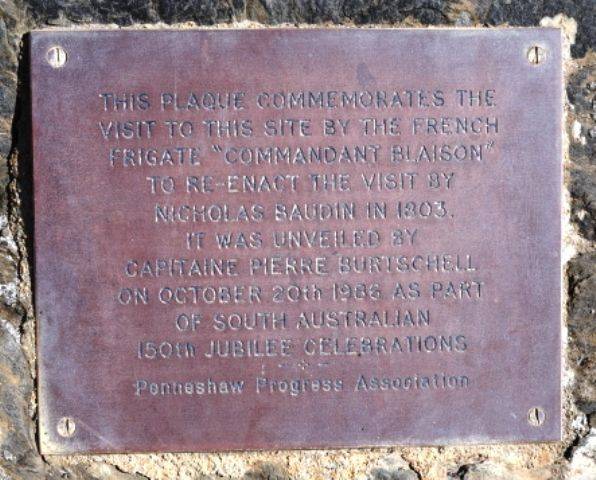 THIS PLAQUE COMMEMORATES THE
VISIT TO THIS SITE BY THE FRENCH
FRIGATE "COMMANDANT BLAISON"
TO RE-ENACT THE VISIT BY
NICHOLAS BAUDIN IN 1803.
IT WAS UNVEILED BY
CAPITAINE PIERRE BURTSCHELL
ON OCTOBER 20th 1986 AS PART
OF SOUTH AUSTRALIAN
150th JUBILEE CELEBRATIONS
Penneshaw Progress Association